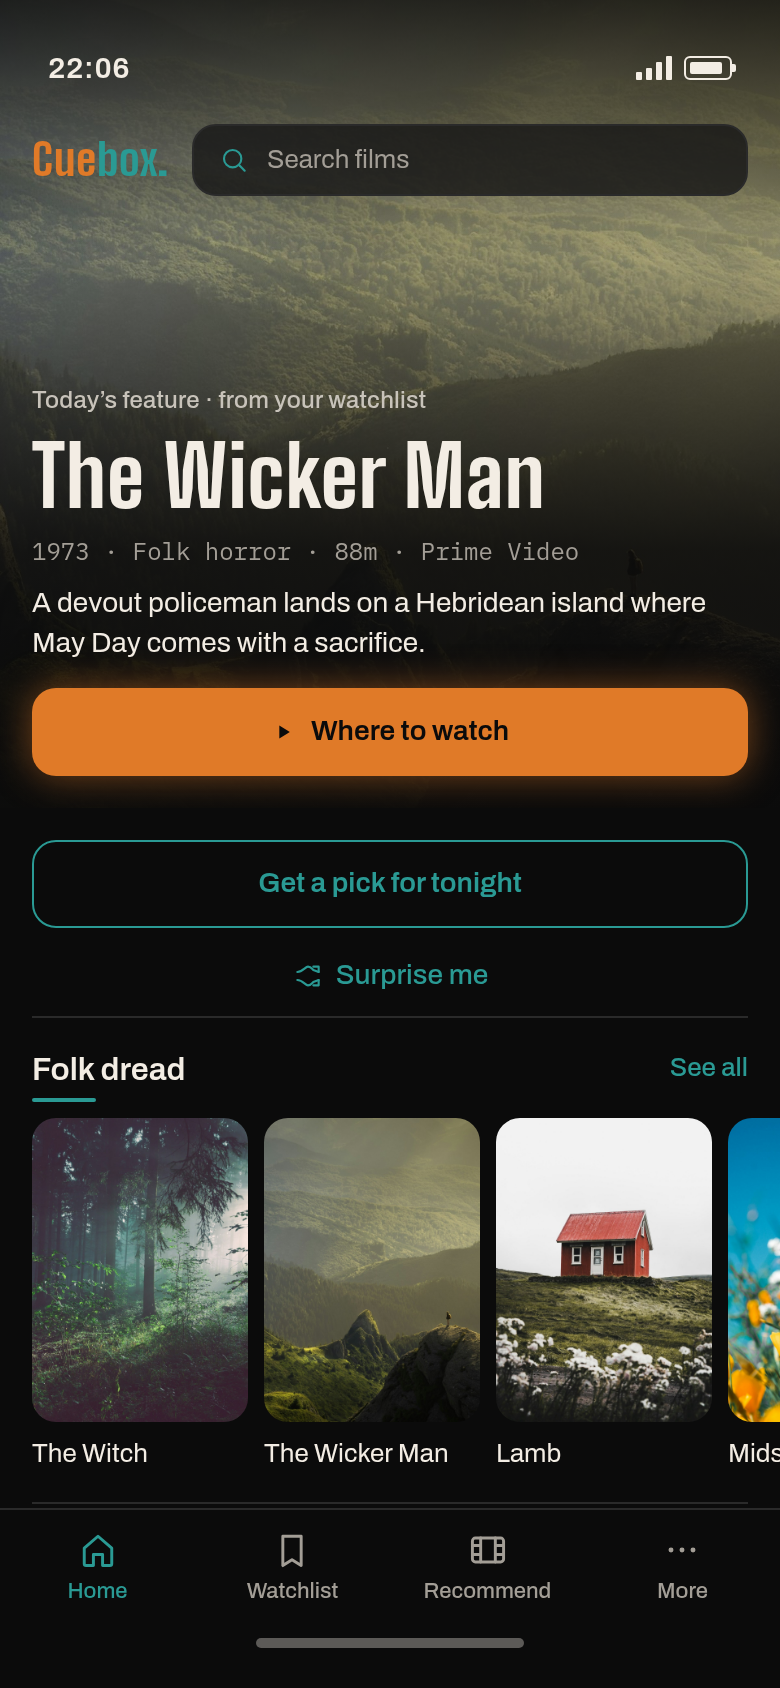 22:06
Cuebox.
Search films
Today’s feature · from your watchlist
The Wicker Man
1973 · Folk horror · 88m · Prime Video
A devout policeman lands on a Hebridean island where
May Day comes with a sacrifice.
Where to watch
Get a pick for tonight
Surprise me
Folk dread
See all
The Witch
The Wicker Man
Lamb
Mids
Home
Watchlist
Recommend
More